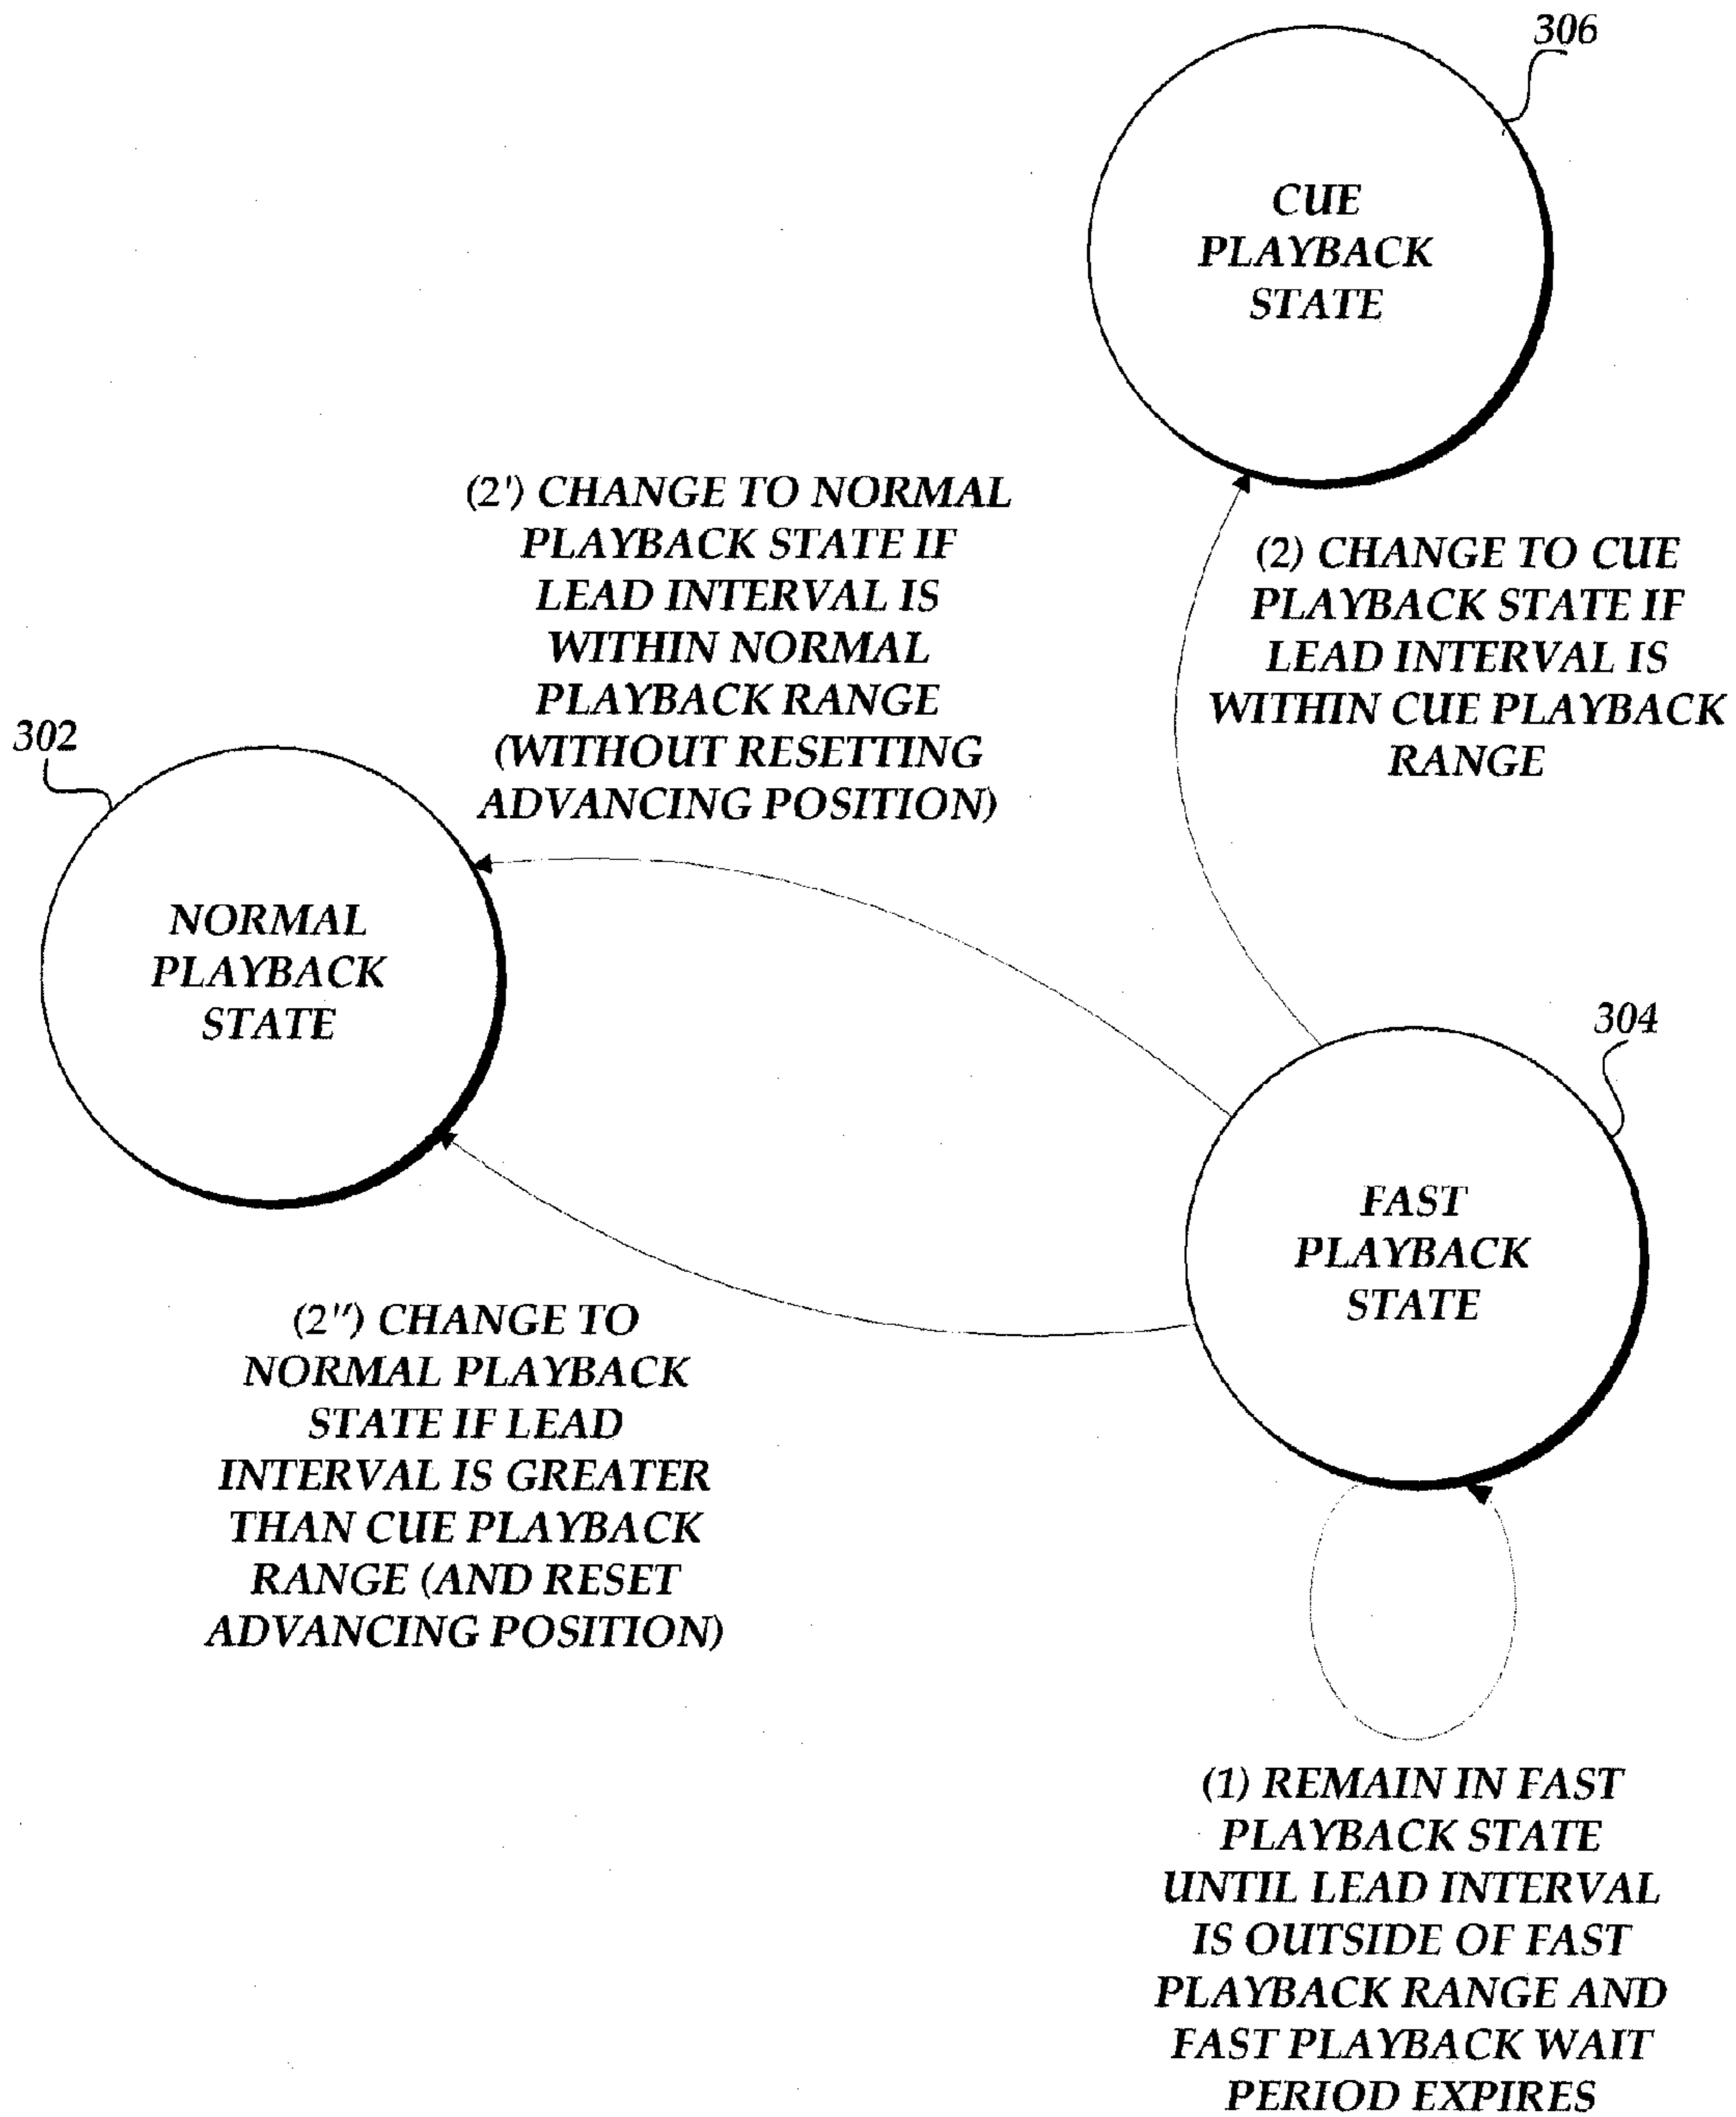 306
CUE
PLAYBACK
STATE
(2') CHANGE TO NORMAL
PLAYBACK STATE IF
LEAD INTERVAL IS
WITHIN NORMAL
PLAYBACK RANGE
(WITHOUT RESETTING
ADVANCING POSITION)
(2) CHANGE TO CUE
PLAYBACK STATE IF
LEAD INTERVAL IS
WITHIN CUE PLAYBACK
RANGE
302
NORMAL
PLAYBACK
STATE
304
FAST
PLAYBACK
STATE
(2'') CHANGE TO
NORMAL PLAYBACK
STATE IF LEAD
INTERVAL IS GREATER
THAN CUE PLAYBACK
RANGE (AND RESET
ADVANCING POSITION)
(1) REMAIN IN FAST
PLAYBACK STATE
UNTIL LEAD INTERVAL
IS OUTSIDE OF FAST
PLAYBACK RANGE AND
FAST PLAYBACK WAIT
PERIOD EXPIRES